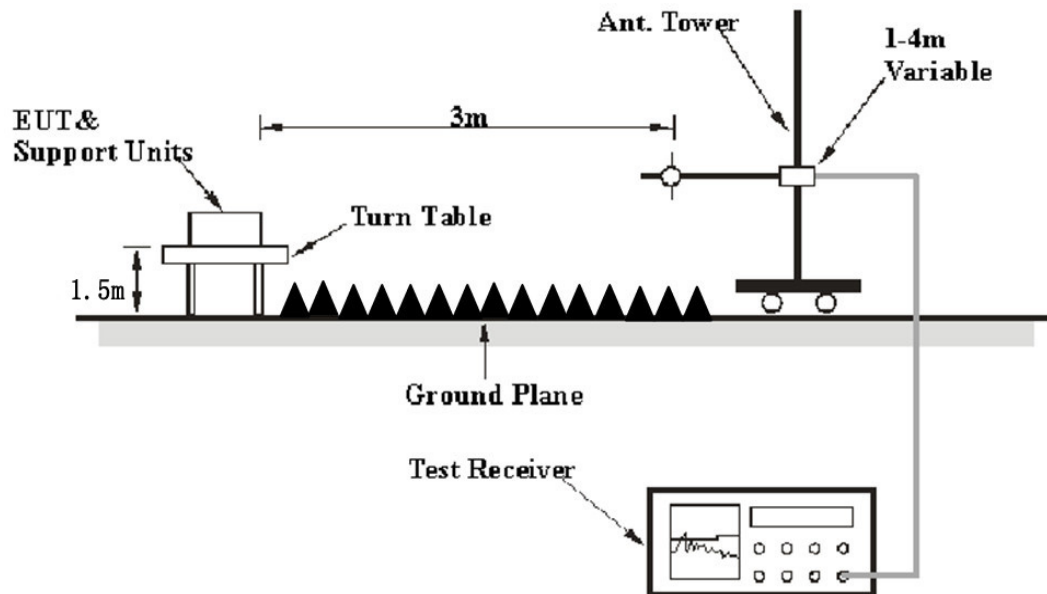 Ant. Tower
1-4m
Variable
EUT &
Support Units
3m
Turn Table
1.5m
Ground Plane
Test Receiver